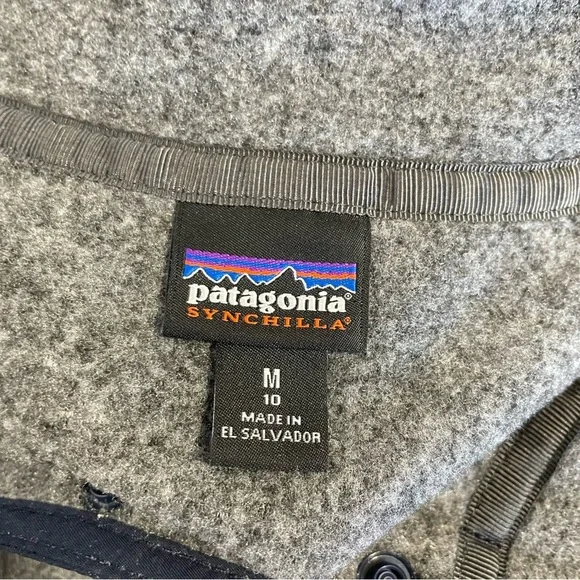 patagonia®
SYNCHILLA®
M
10
MADE IN
EL SALVADOR